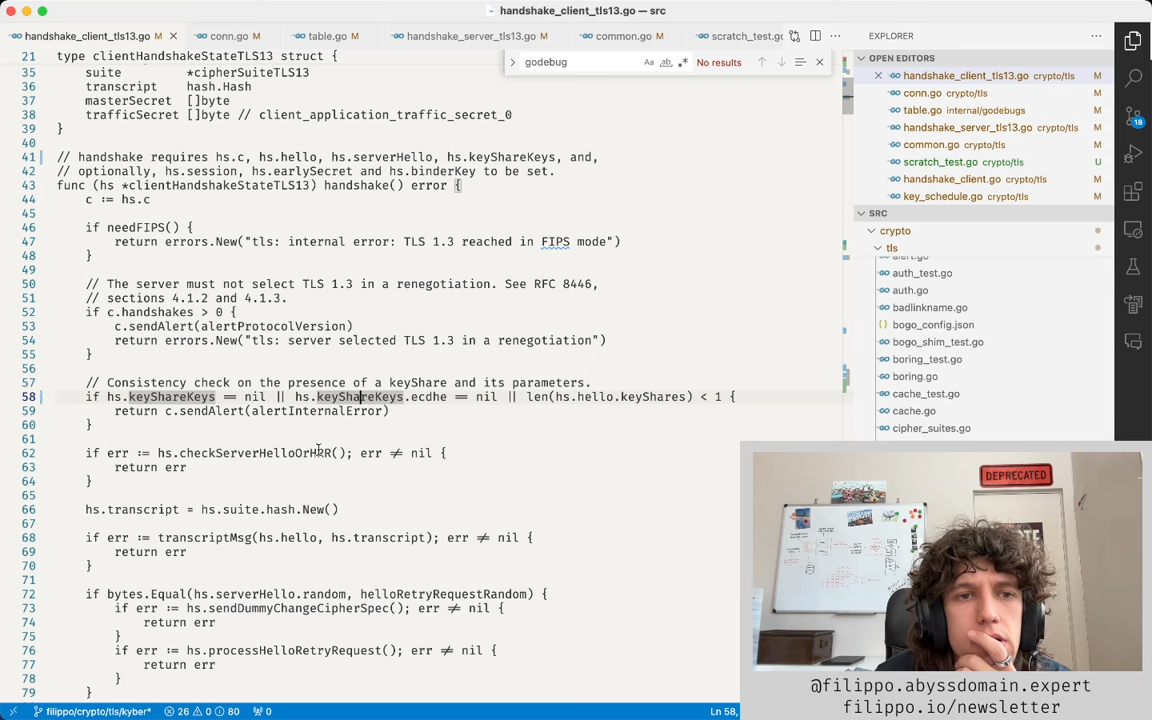 handshake_client_tls13.go — src
handshake_client_tls13.go M
conn.go M
table.go M
handshake_server_tls13.go M
common.go M
scratch_test.go
EXPLORER
OPEN EDITORS
handshake_client_tls13.go crypto/tls M
conn.go crypto/tls M
table.go internal/godebugs M
handshake_server_tls13.go crypto/tls M
common.go crypto/tls M
scratch_test.go crypto/tls U
handshake_client.go crypto/tls M
key_schedule.go crypto/tls M
SRC
crypto
tls
alert.go
auth_test.go
auth.go
badlinkname.go
bogo_config.json
bogo_shim_test.go
boring_test.go
boring.go
cache_test.go
cache.go
cipher_suites.go
18
godebug
Aa ab .*
No results
21 type clientHandshakeStateTLS13 struct {
35 suite *cipherSuiteTLS13
36 transcript hash.Hash
37 masterSecret []byte
38 trafficSecret []byte // client_application_traffic_secret_0
39 }
40
41 // handshake requires hs.c, hs.hello, hs.serverHello, hs.keyShareKeys, and,
42 // optionally, hs.session, hs.earlySecret and hs.binderKey to be set.
43 func (hs *clientHandshakeStateTLS13) handshake() error {
44 c := hs.c
45
46 if needFIPS() {
47 return errors.New("tls: internal error: TLS 1.3 reached in FIPS mode")
48 }
49
50 // The server must not select TLS 1.3 in a renegotiation. See RFC 8446,
51 // sections 4.1.2 and 4.1.3.
52 if c.handshakes > 0 {
53 c.sendAlert(alertProtocolVersion)
54 return errors.New("tls: server selected TLS 1.3 in a renegotiation")
55 }
56
57 // Consistency check on the presence of a keyShare and its parameters.
58 if hs.keyShareKeys == nil || hs.keyShareKeys.ecdhe == nil || len(hs.hello.keyShares) < 1 {
59 return c.sendAlert(alertInternalError)
60 }
61
62 if err := hs.checkServerHelloOrHRR(); err != nil {
63 return err
64 }
65
66 hs.transcript = hs.suite.hash.New()
67
68 if err := transcriptMsg(hs.hello, hs.transcript); err != nil {
69 return err
70 }
71
72 if bytes.Equal(hs.serverHello.random, helloRetryRequestRandom) {
73 if err := hs.sendDummyChangeCipherSpec(); err != nil {
74 return err
75 }
76 if err := hs.processHelloRetryRequest(); err != nil {
77 return err
78 }
79 }
DEPRECATED
@filippo.abyssdomain.expert
filippo.io/newsletter
filippo/crypto/tls/kyber* 26 0 80 0
Ln 58,